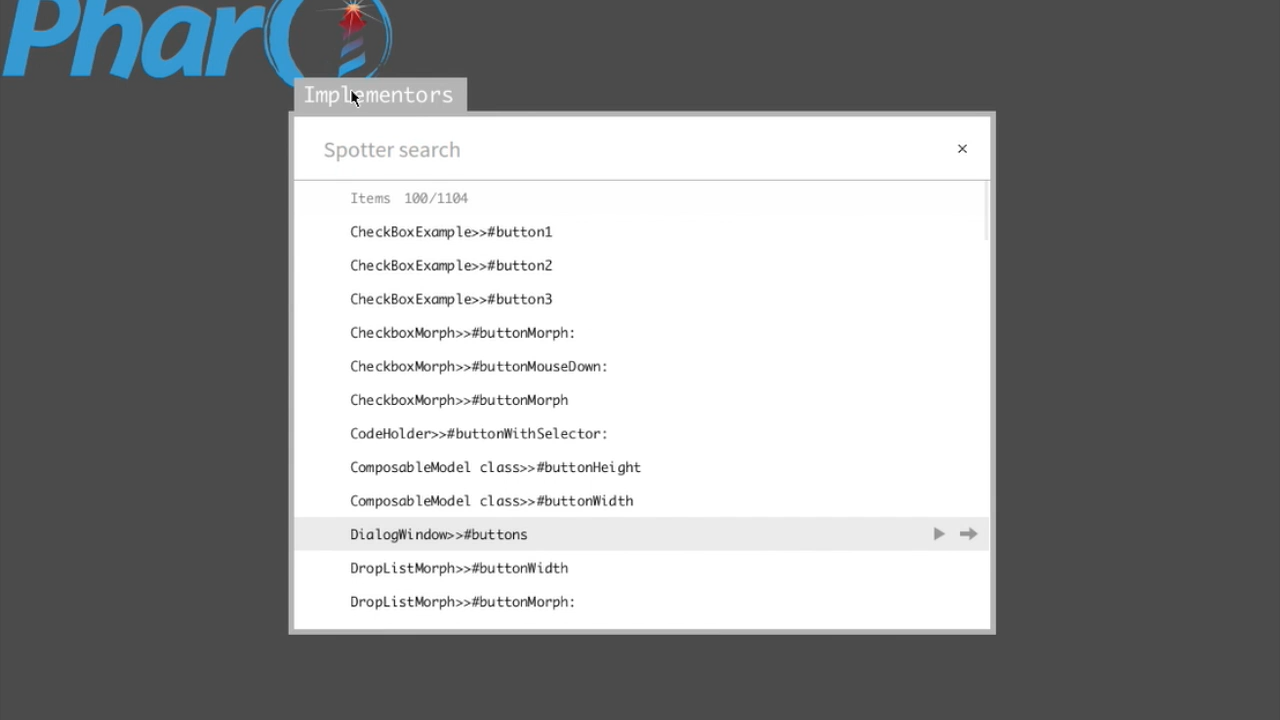 Pharo
Implementors
Spotter search
Items 100/1104
CheckBoxExample>>#button1
CheckBoxExample>>#button2
CheckBoxExample>>#button3
CheckboxMorph>>#buttonMorph:
CheckboxMorph>>#buttonMouseDown:
CheckboxMorph>>#buttonMorph
CodeHolder>>#buttonWithSelector:
ComposableModel class>>#buttonHeight
ComposableModel class>>#buttonWidth
DialogWindow>>#buttons
DropListMorph>>#buttonWidth
DropListMorph>>#buttonMorph: